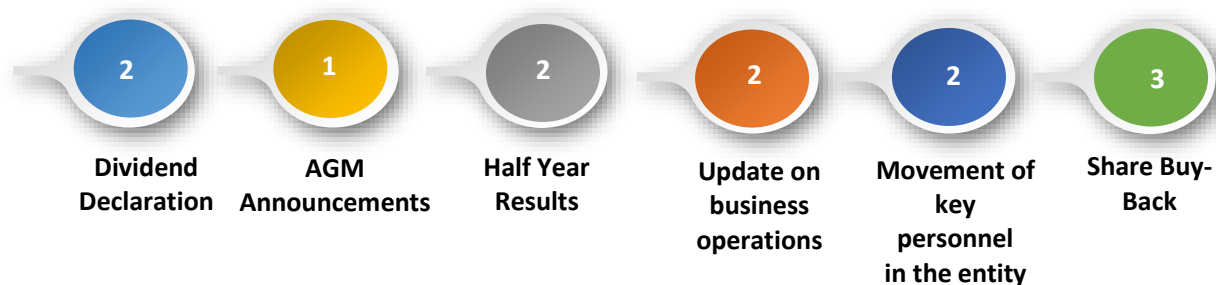 2
Dividend
Declaration
1
AGM
Announcements
2
Half Year
Results
2
Update on
business
operations
2
Movement of
key
personnel
in the entity
3
Share Buy-
Back